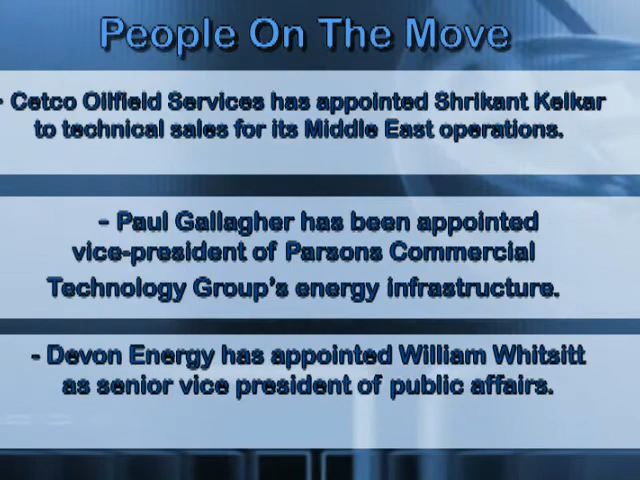 People On The Move
- Cetco Oilfield Services has appointed Shrikant Kelkar
to technical sales for its Middle East operations.
- Paul Gallagher has been appointed
vice-president of Parsons Commercial
Technology Group's energy infrastructure.
- Devon Energy has appointed William Whitsitt
as senior vice president of public affairs.